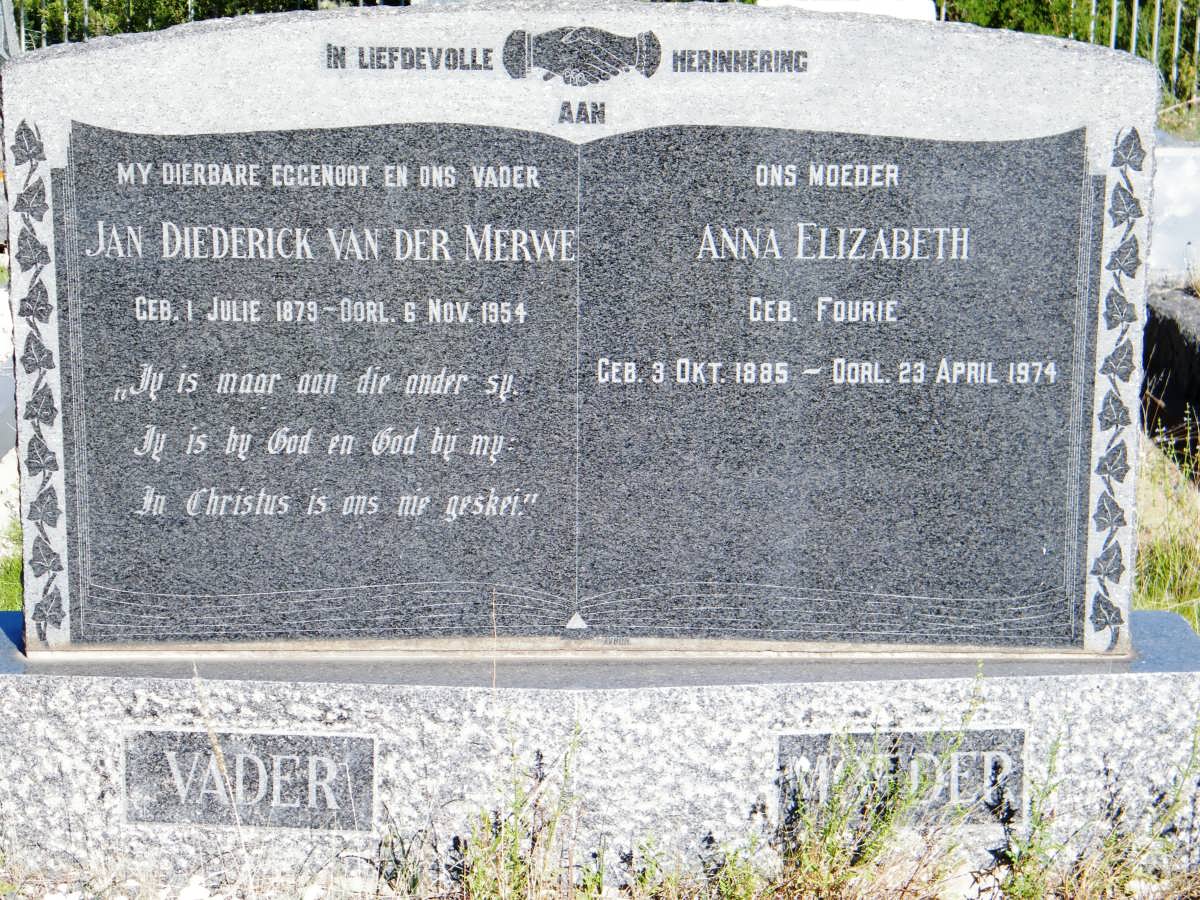 IN LIEFDEVOLLE HERINNERING
AAN
MY DIERBARE EGGENOOT EN ONS VADER
JAN DIEDERICK VAN DER MERWE
GEB. 1 JULIE 1879 - OORL. 6 NOV. 1954
„Jy is maar aan die ander sy.
Jy is by God en God by my:
In Christus is ons nie geskei."
ONS MOEDER
ANNA ELIZABETH
GEB. FOURIE
GEB. 3 OKT. 1885 - OORL. 23 APRIL 1974
VADER
MOEDER